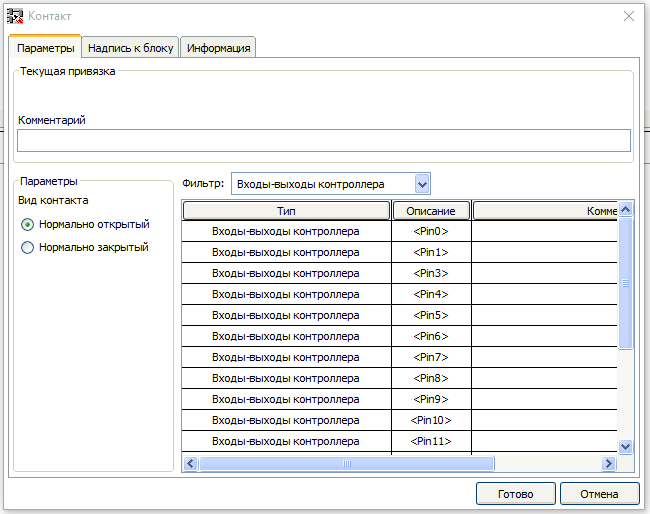 Контакт
Параметры Надпись к блоку Информация
Текущая привязка
Комментарий
Параметры
Вид контакта
Нормально открытый
Нормально закрытый
Фильтр: Входы-выходы контроллера
Тип Описание Комме
Входы-выходы контроллера <Pin0>
Входы-выходы контроллера <Pin1>
Входы-выходы контроллера <Pin3>
Входы-выходы контроллера <Pin4>
Входы-выходы контроллера <Pin5>
Входы-выходы контроллера <Pin6>
Входы-выходы контроллера <Pin7>
Входы-выходы контроллера <Pin8>
Входы-выходы контроллера <Pin9>
Входы-выходы контроллера <Pin10>
Входы-выходы контроллера <Pin11>
Готово Отмена